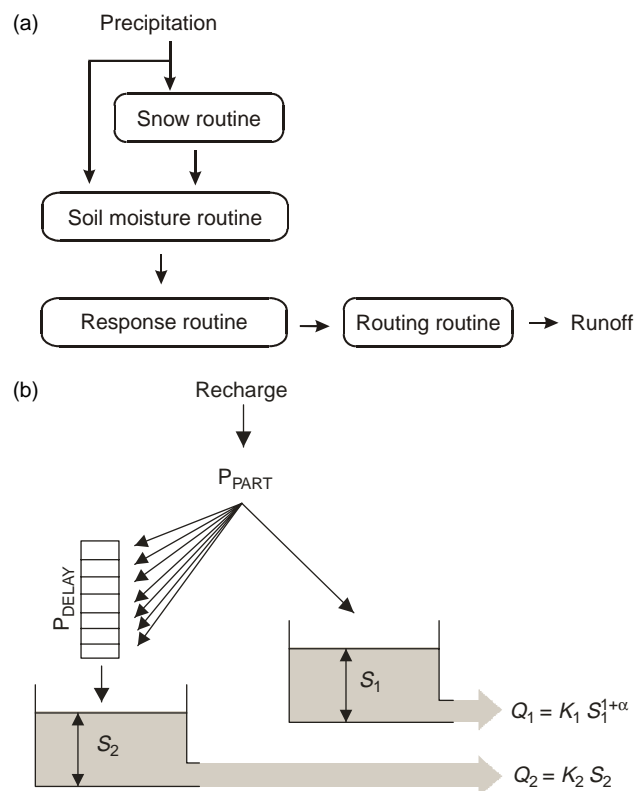 (a)
Precipitation
Snow routine
Soil moisture routine
Response routine
Routing routine
Runoff
(b)
Recharge
P_PART
P_DELAY
S_1
Q_1 = K_1 S_1^{1+α}
S_2
Q_2 = K_2 S_2